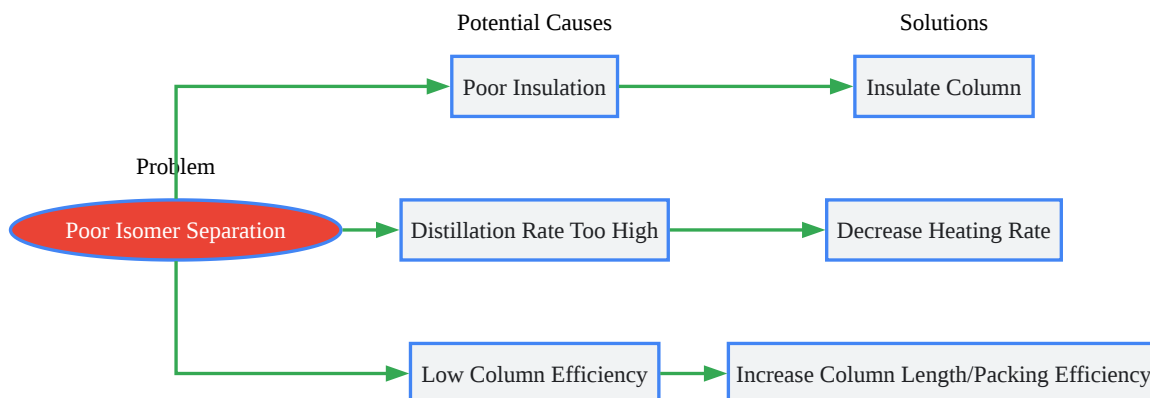 Potential Causes
Solutions
Poor Insulation
Insulate Column
Problem
Poor Isomer Separation
Distillation Rate Too High
Decrease Heating Rate
Low Column Efficiency
Increase Column Length/Packing Efficiency